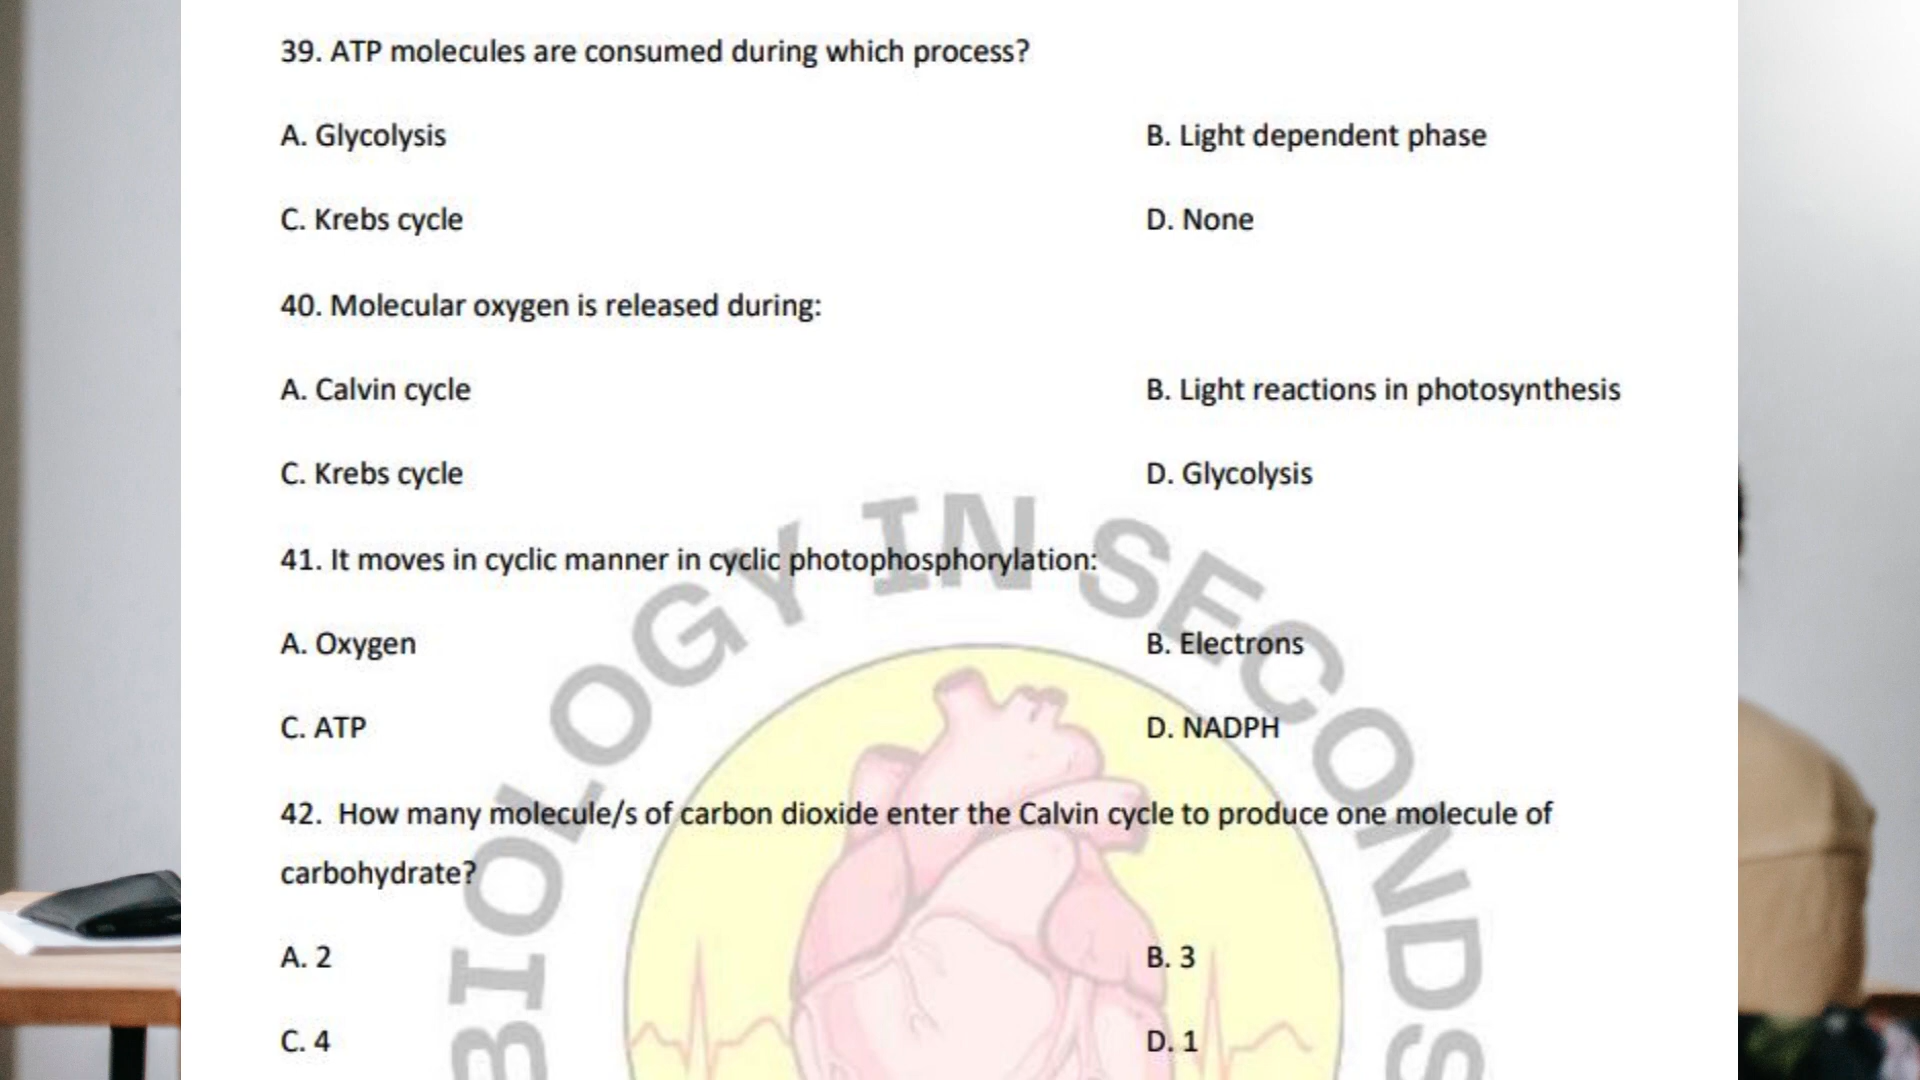 39. ATP molecules are consumed during which process?
A. Glycolysis
B. Light dependent phase
C. Krebs cycle
D. None
40. Molecular oxygen is released during:
A. Calvin cycle
B. Light reactions in photosynthesis
C. Krebs cycle
D. Glycolysis
41. It moves in cyclic manner in cyclic photophosphorylation:
A. Oxygen
B. Electrons
C. ATP
D. NADPH
42. How many molecule/s of carbon dioxide enter the Calvin cycle to produce one molecule of
carbohydrate?
A. 2
B. 3
C. 4
D. 1
BIOLOGY IN SECONDS